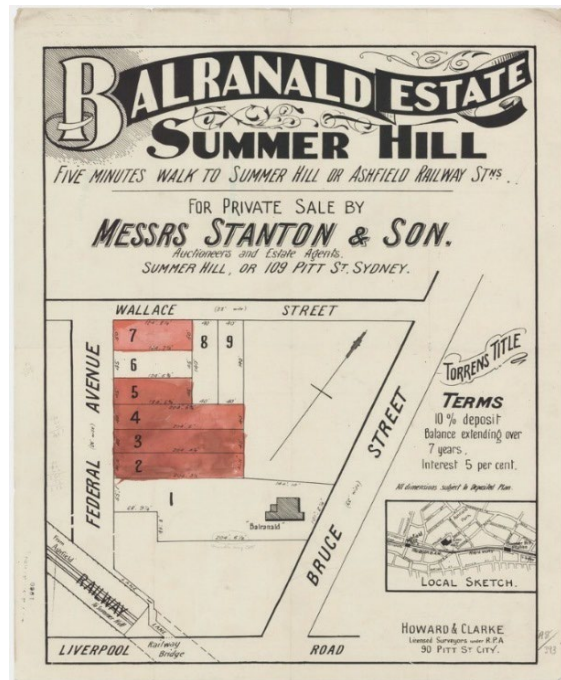 BALRANALD ESTATE
SUMMER HILL
FIVE MINUTES WALK TO SUMMER HILL OR ASHFIELD RAILWAY STNS.
FOR PRIVATE SALE BY
MESSRS STANTON & SON.
Auctioneers and Estate Agents.
SUMMER HILL, OR 109 PITT ST. SYDNEY.
WALLACE STREET
7
8
9
6
5
4
3
2
1
FEDERAL AVENUE
BRUCE STREET
"Balranald"
TORRENS TITLE
TERMS
10% deposit
Balance extending over
7 years.
Interest 5 per cent.
All dimensions subject to Deposited Plan.
LOCAL SKETCH.
RAILWAY
LANE
LANE
Railway
Bridge
LIVERPOOL ROAD
HOWARD & CLARKE
Licensed Surveyors under R.P.A
90 PITT ST CITY.